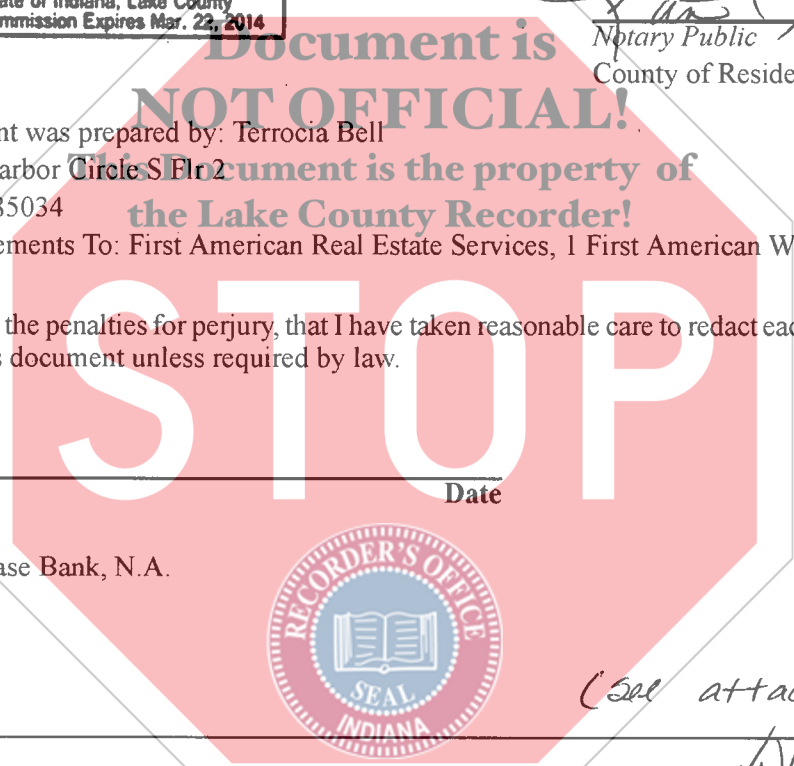 ate of Indiana, Lake County
mmission Expires Mar. 22, 2014
Notary Public
County of Reside
Document is
NOT OFFICIAL!
nt was prepared by: Terrocia Bell
This Document is the property of
arbor Circle S Flr 2
the Lake County Recorder!
85034
ements To: First American Real Estate Services, 1 First American W
the penalties for perjury, that I have taken reasonable care to redact eac
s document unless required by law.
STOP
Date
ase Bank, N.A.
RECORDER'S OFFICE
SEAL
INDIANA
(see attac